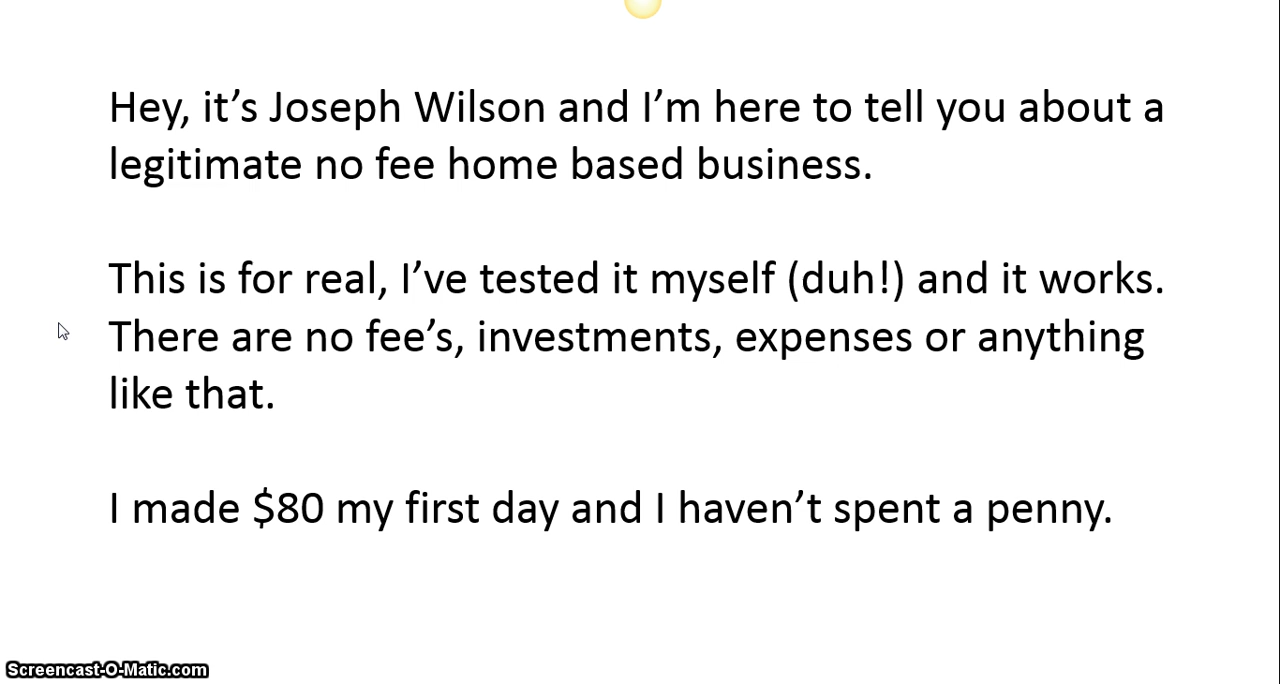 Hey, it’s Joseph Wilson and I’m here to tell you about a
legitimate no fee home based business.
This is for real, I’ve tested it myself (duh!) and it works.
There are no fee’s, investments, expenses or anything
like that.
I made $80 my first day and I haven’t spent a penny.
Screencast-O-Matic.com